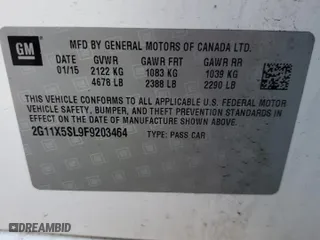 GM
MFD BY GENERAL MOTORS OF CANADA LTD.
DATE GVWR GAWR FRT GAWR RR
01/15 2122 KG 1083 KG 1039 KG
4678 LB 2388 LB 2290 LB
THIS VEHICLE CONFORMS TO ALL APPLICABLE U.S. FEDERAL MOTOR
VEHICLE SAFETY, BUMPER, AND THEFT PREVENTION STANDARDS
IN EFFECT ON THE DATE OF MANUFACTURE SHOWN ABOVE.
2G11X5SL9F9203464 TYPE: PASS CAR